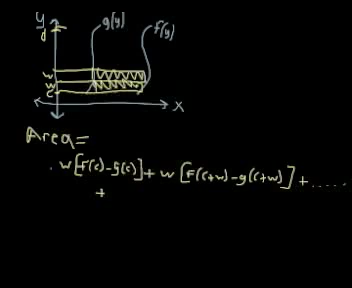 y
g(y)
f(y)
d
w
w
c
x
Area=
w[f(c)-g(c)]+ w[f(c+w)-g(c+w)]+......
+